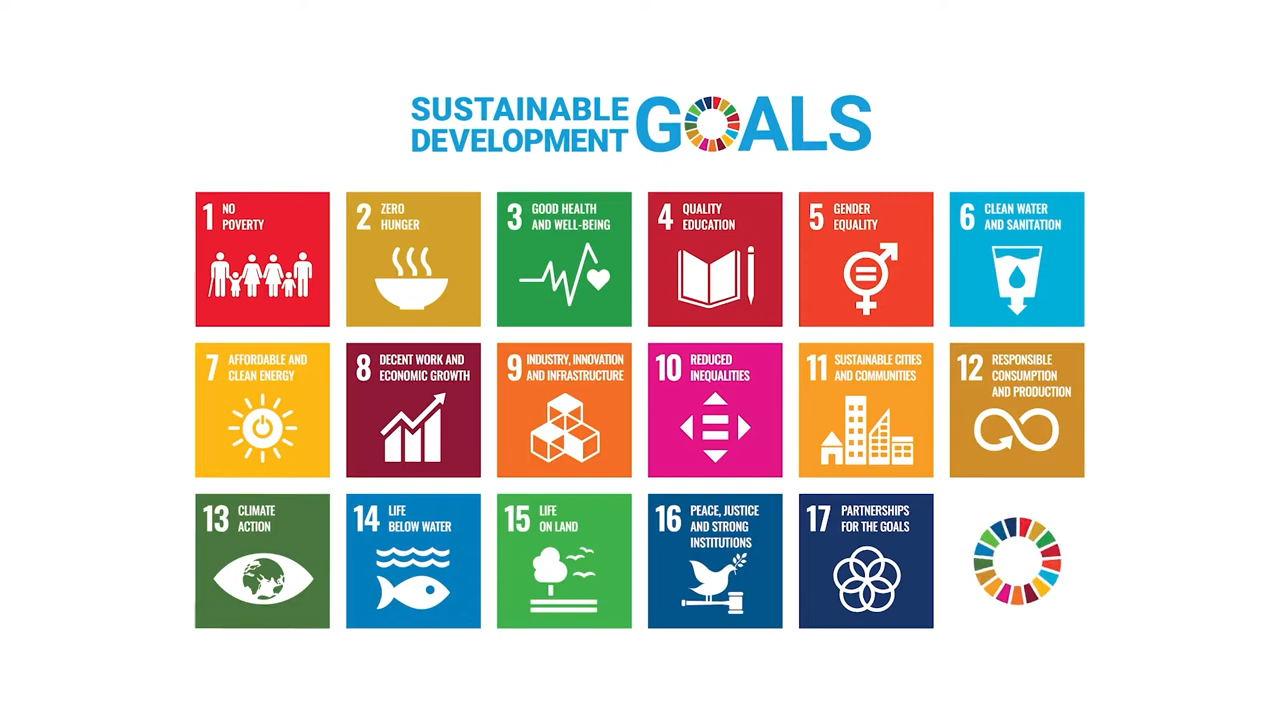 SUSTAINABLE
DEVELOPMENT
GOALS
1 NO
POVERTY
2 ZERO
HUNGER
3 GOOD HEALTH
AND WELL-BEING
4 QUALITY
EDUCATION
5 GENDER
EQUALITY
6 CLEAN WATER
AND SANITATION
7 AFFORDABLE AND
CLEAN ENERGY
8 DECENT WORK AND
ECONOMIC GROWTH
9 INDUSTRY, INNOVATION
AND INFRASTRUCTURE
10 REDUCED
INEQUALITIES
11 SUSTAINABLE CITIES
AND COMMUNITIES
12 RESPONSIBLE
CONSUMPTION
AND PRODUCTION
13 CLIMATE
ACTION
14 LIFE
BELOW WATER
15 LIFE
ON LAND
16 PEACE, JUSTICE
AND STRONG
INSTITUTIONS
17 PARTNERSHIPS
FOR THE GOALS